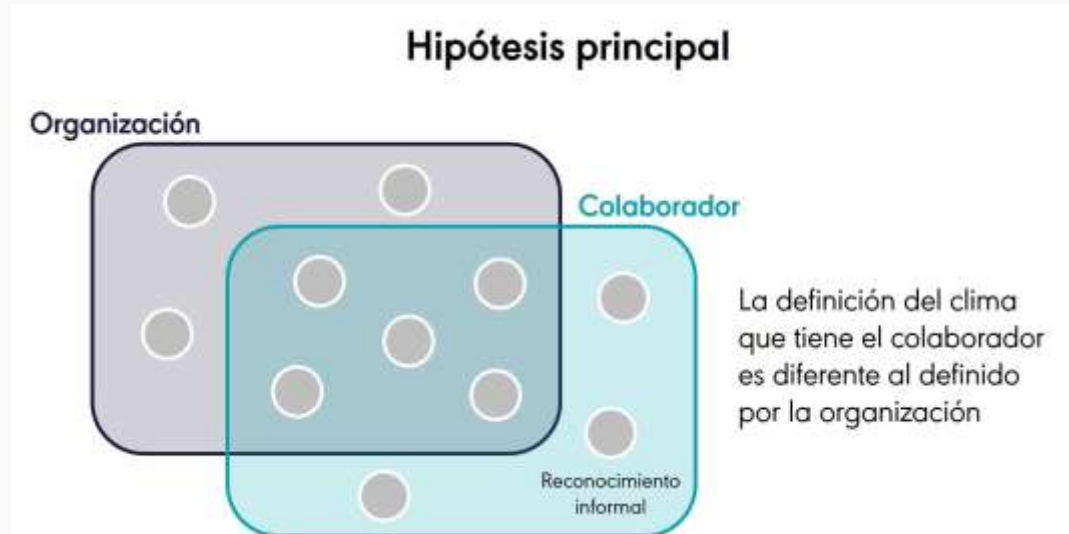 Hipótesis principal
Organización
Colaborador
La definición del clima
que tiene el colaborador
es diferente al definido
por la organización
Reconocimiento
informal